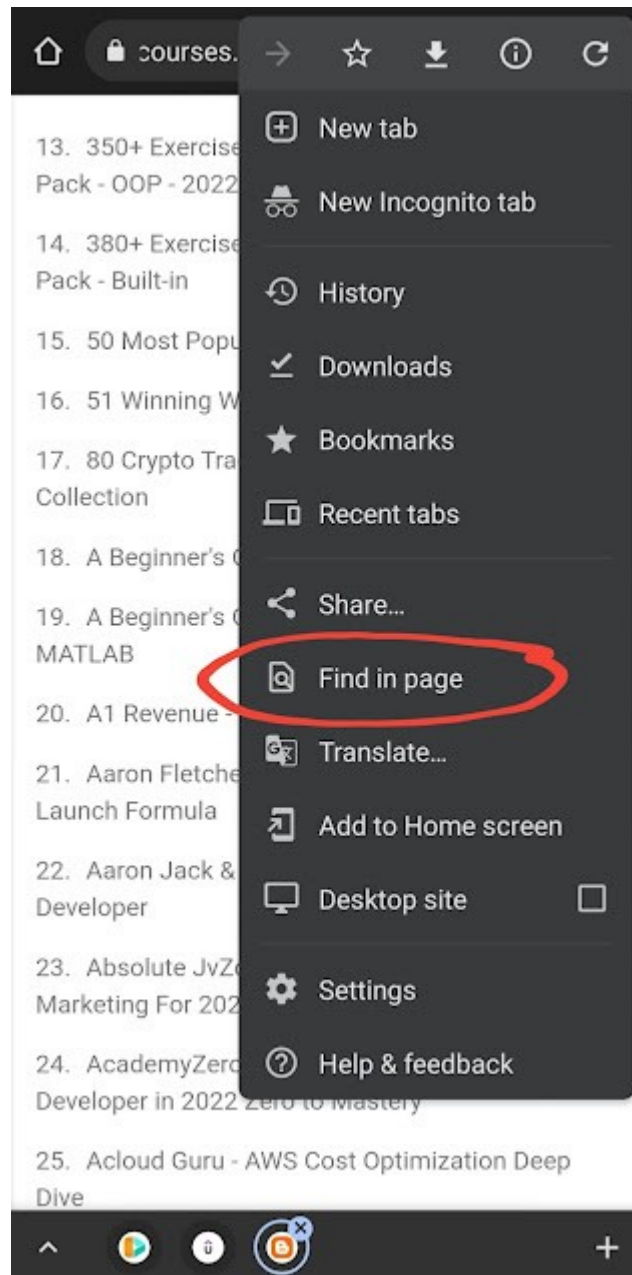 courses.
13. 350+ Exercise
Pack - OOP - 2022
14. 380+ Exercise
Pack - Built-in
15. 50 Most Popu
16. 51 Winning W
17. 80 Crypto Tra
Collection
18. A Beginner's
19. A Beginner's
MATLAB
20. A1 Revenue -
21. Aaron Fletche
Launch Formula
22. Aaron Jack &
Developer
23. Absolute JvZ
Marketing For 202
24. AcademyZero
Developer in 2022 Zero to Mastery
25. Acloud Guru - AWS Cost Optimization Deep
Dive
New tab
New Incognito tab
History
Downloads
Bookmarks
Recent tabs
Share…
Find in page
Translate…
Add to Home screen
Desktop site
Settings
Help & feedback